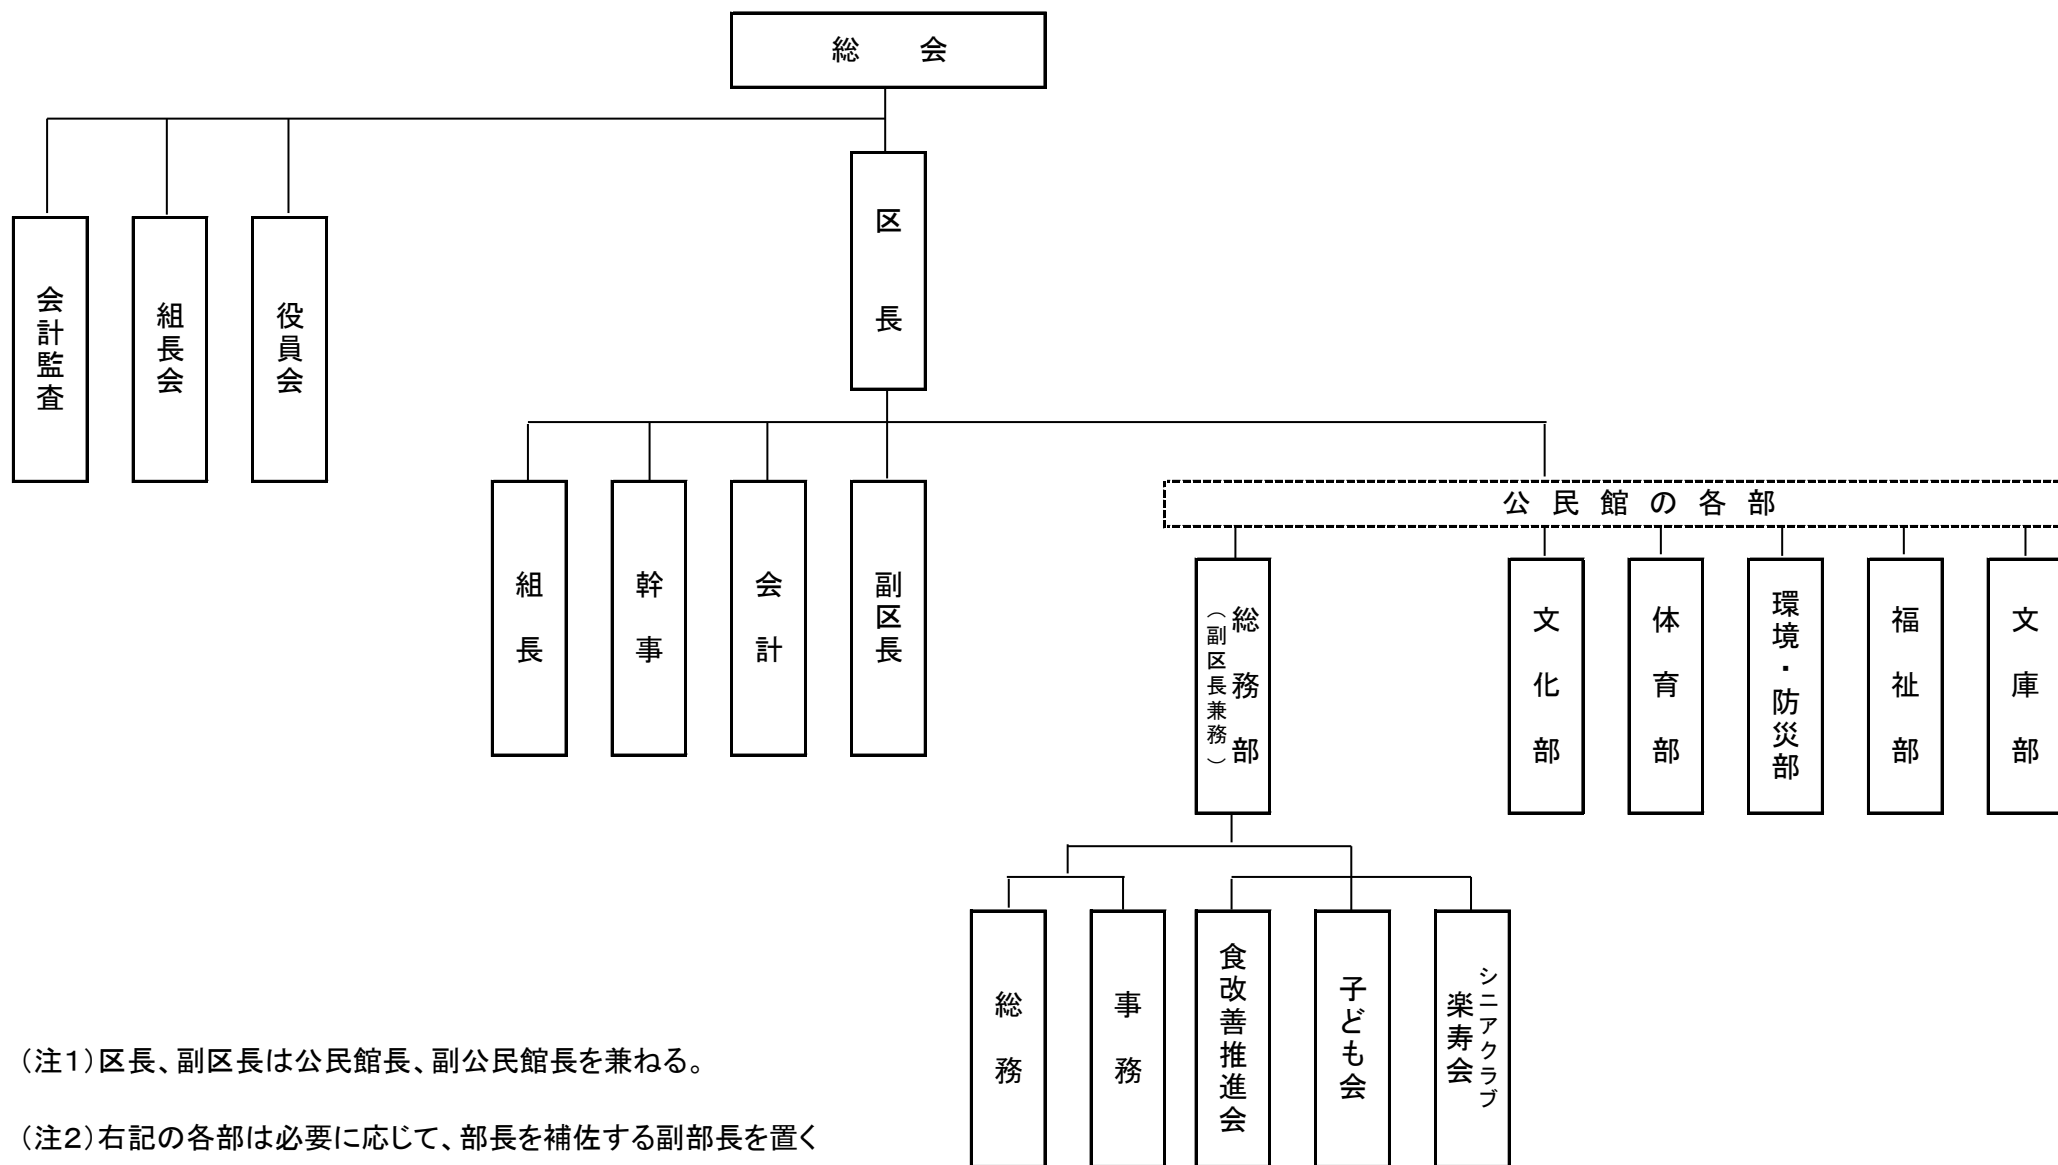 総　会
区長
会計監査
組長会
役員会
公民館の各部
組長
幹事
会計
副区長
総務部
（副区長兼務）
文化部
体育部
環境・防災部
福祉部
文庫部
総務
事務
食改善推進会
子ども会
シニアクラブ
楽寿会
（注１）区長、副区長は公民館長、副公民館長を兼ねる。
（注２）右記の各部は必要に応じて、部長を補佐する副部長を置く